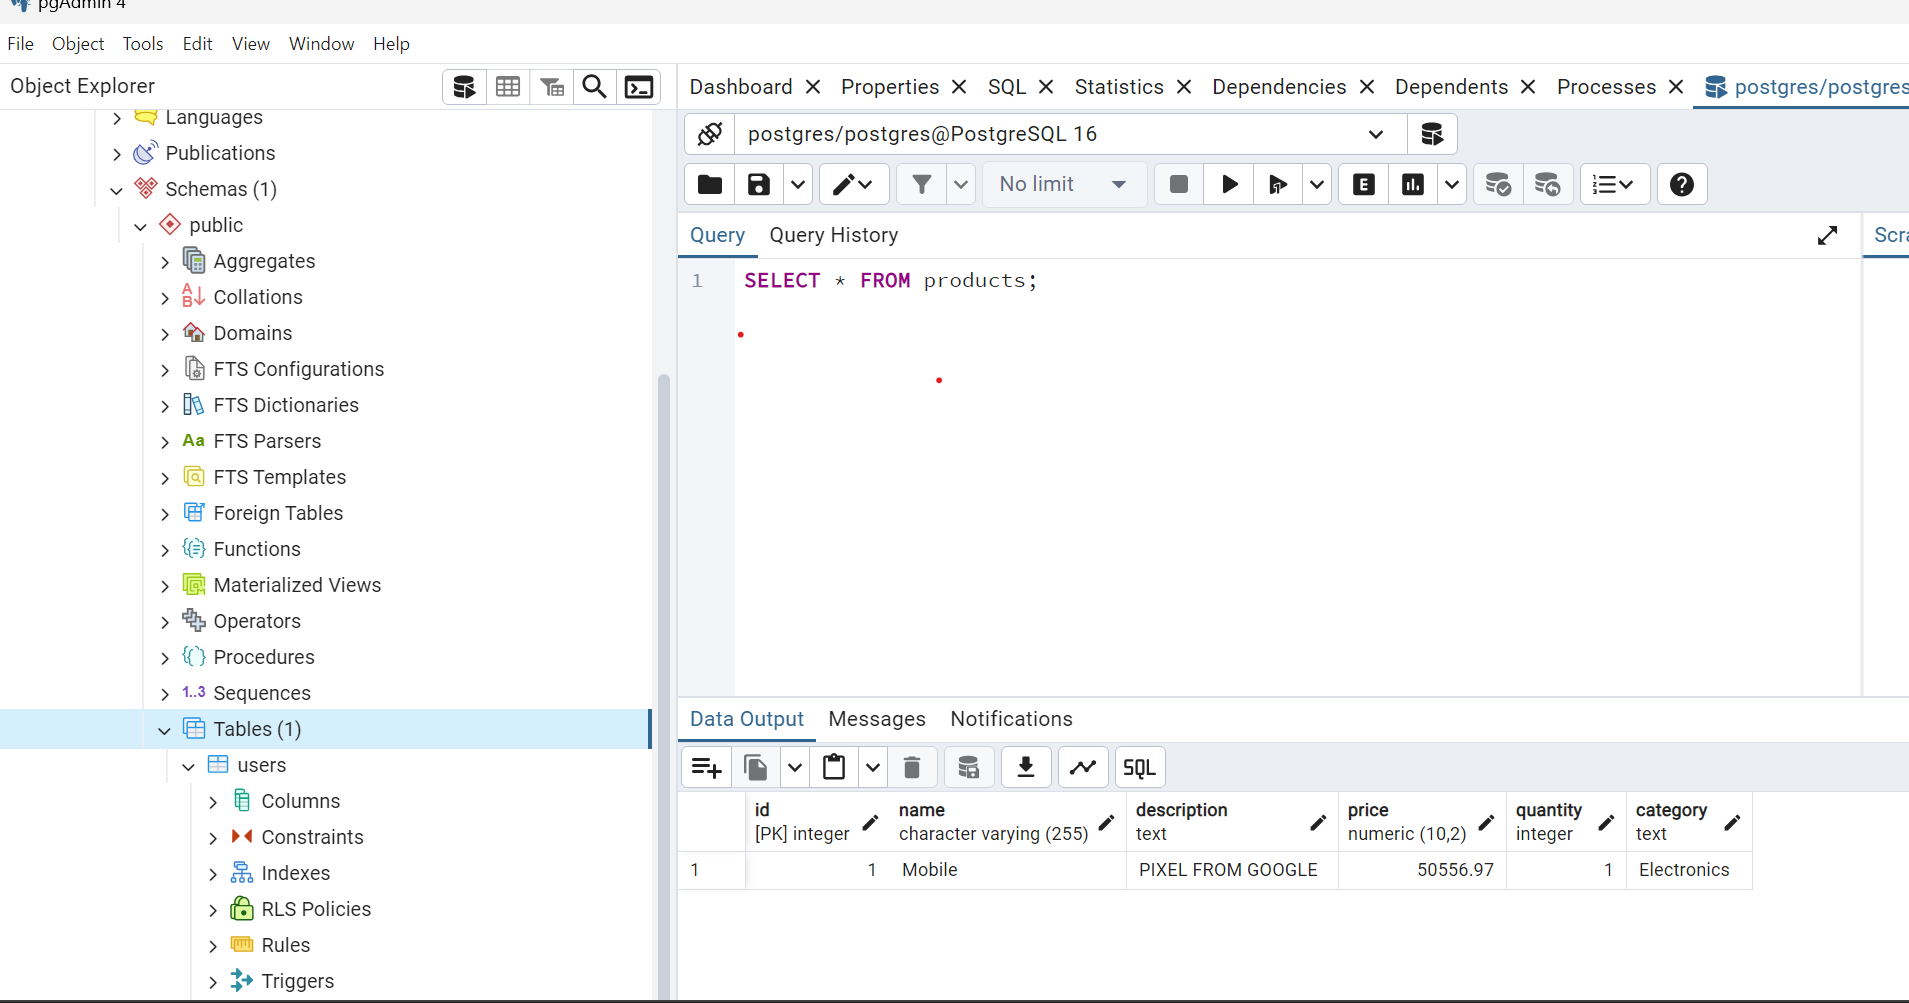 pgAdmin 4
File Object Tools Edit View Window Help
Object Explorer
Dashboard Properties SQL Statistics Dependencies Dependents Processes postgres/postgres
Languages
Publications
Schemas (1)
public
Aggregates
Collations
Domains
FTS Configurations
FTS Dictionaries
Aa FTS Parsers
FTS Templates
Foreign Tables
Functions
Materialized Views
Operators
Procedures
1..3 Sequences
Tables (1)
users
Columns
Constraints
Indexes
RLS Policies
Rules
Triggers
postgres/postgres@PostgreSQL 16
No limit
Query Query History
1 SELECT * FROM products;
Data Output Messages Notifications
SQL
id name description price quantity category
[PK] integer character varying (255) text numeric (10,2) integer text
1 1 Mobile PIXEL FROM GOOGLE 50556.97 1 Electronics